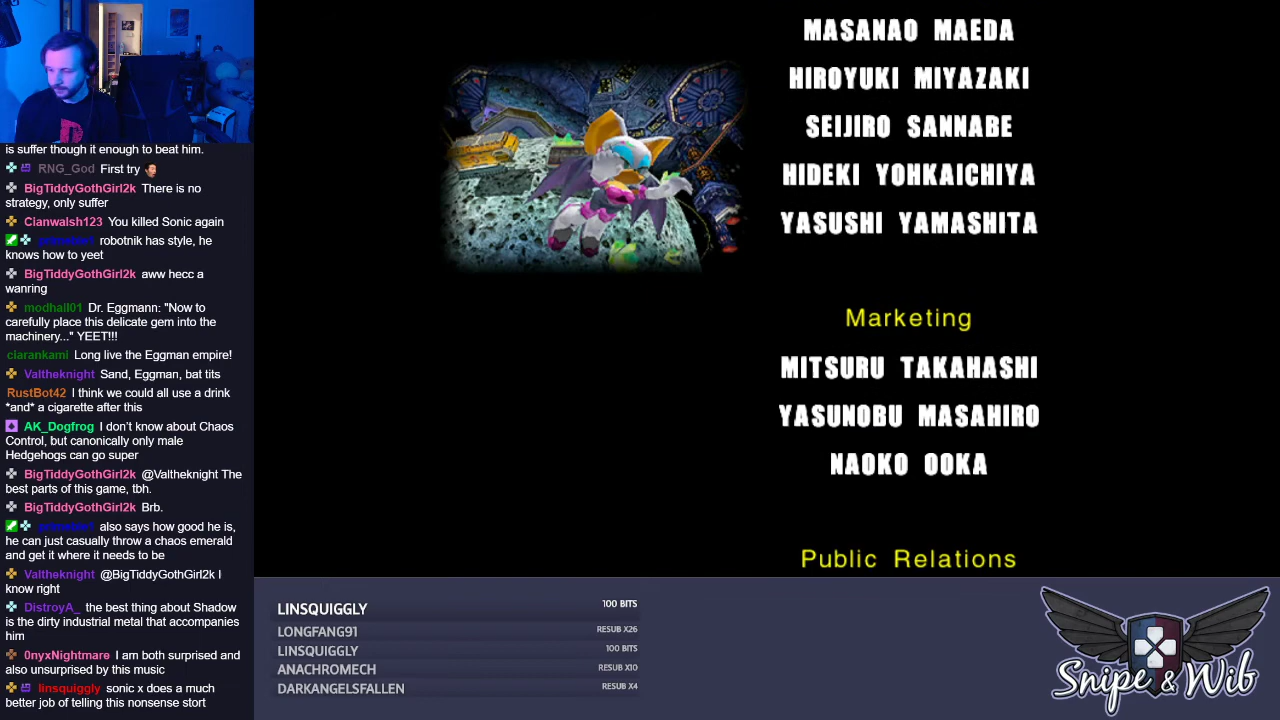 is suffer though it enough to beat him.
RNG_God First try
BigTiddyGothGirl2k There is no
strategy, only suffer
Cianwalsh123 You killed Sonic again
robotnik has style, he
knows how to yeet
BigTiddyGothGirl2k aww hecc a
wanring
modhall01 Dr. Eggmann: "Now to
carefully place this delicate gem into the
machinery..." YEET!!!
ciarankami Long live the Eggman empire!
Valtheknight Sand, Eggman, bat tits
RustBot42 I think we could all use a drink
*and* a cigarette after this
AK_Dogfrog I don't know about Chaos
Control, but canonically only male
Hedgehogs can go super
BigTiddyGothGirl2k @Valtheknight The
best parts of this game, tbh.
BigTiddyGothGirl2k Brb.
also says how good he is,
he can just casually throw a chaos emerald
and get it where it needs to be
Valtheknight @BigTiddyGothGirl2k I
know right
DistroyA_ the best thing about Shadow
is the dirty industrial metal that accompanies
him
0nyxNightmare I am both surprised and
also unsurprised by this music
linsquiggly sonic x does a much
better job of telling this nonsense stort
MASANAO MAEDA
HIROYUKI MIYAZAKI
SEIJIRO SANNABE
HIDEKI YOHKAICHIYA
YASUSHI YAMASHITA
Marketing
MITSURU TAKAHASHI
YASUNOBU MASAHIRO
NAOKO OOKA
Public Relations
LINSQUIGGLY 100 BITS
LONGFANG91 RESUB X26
LINSQUIGGLY 100 BITS
ANACHROMECH RESUB X10
DARKANGELSFALLEN RESUB X4
Snipe & Wib